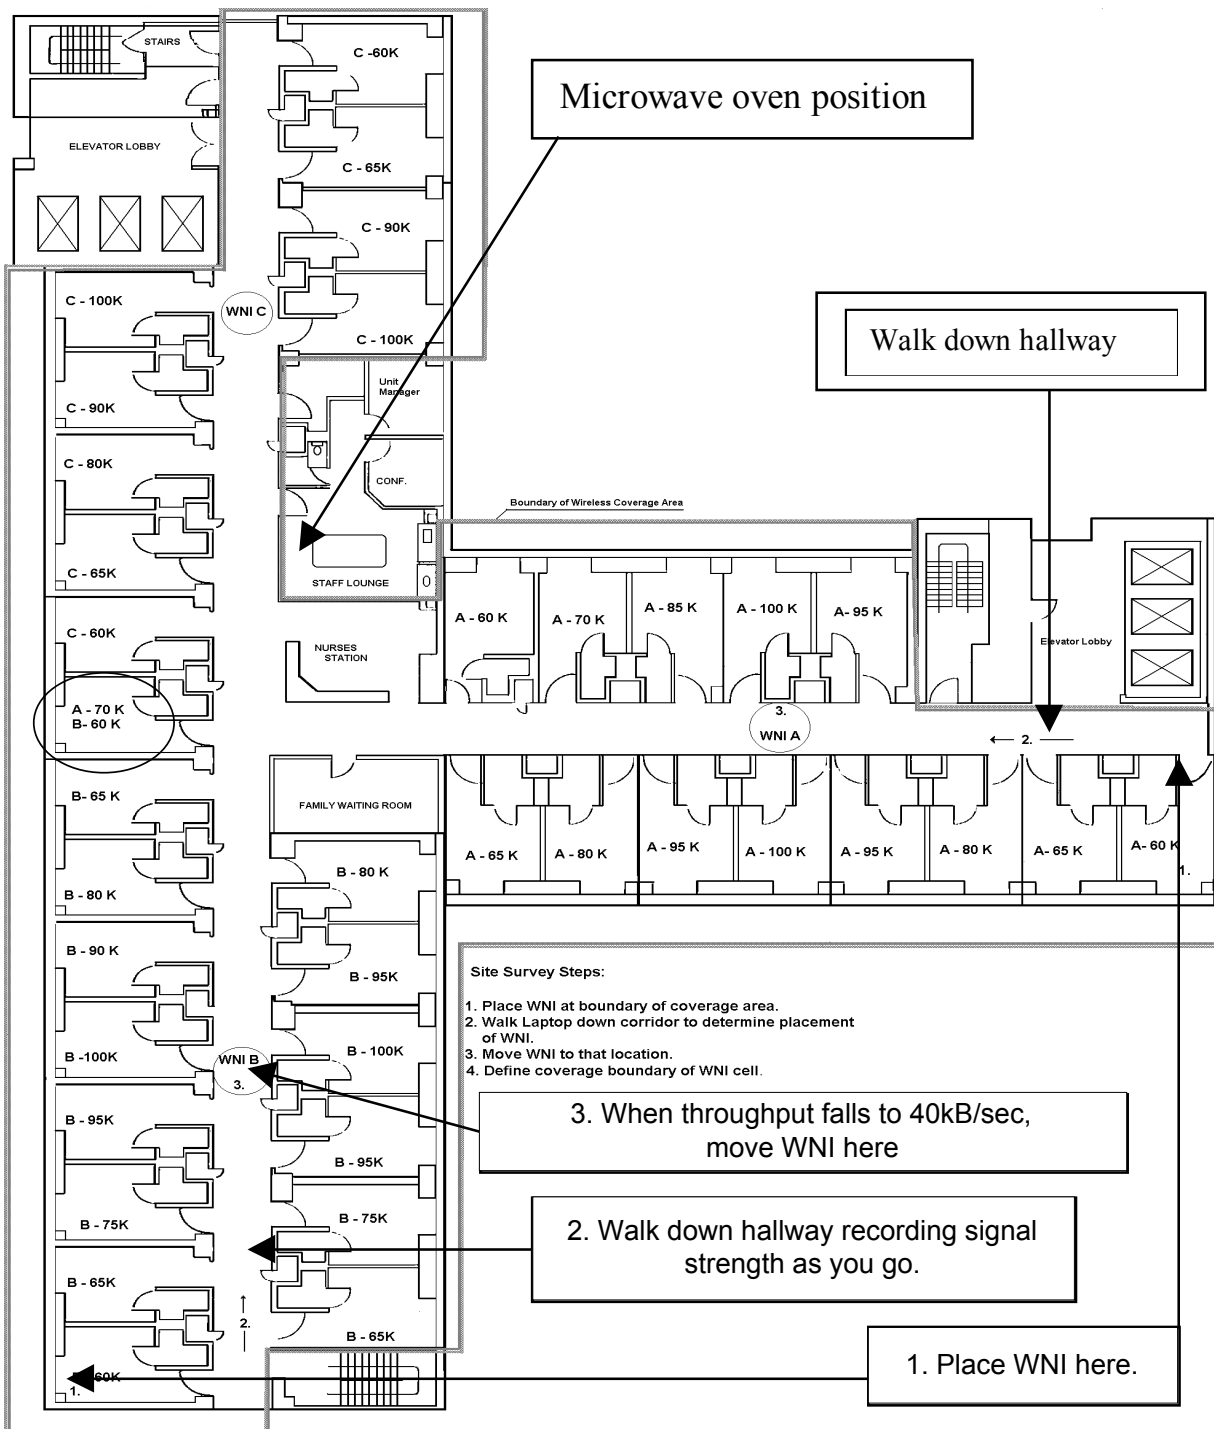 STAIRS
C -60K
Microwave oven position
ELEVATOR LOBBY
C - 65K
C - 90K
C - 100K
WNI C
Walk down hallway
C - 100K
Unit
Manager
C - 90K
C - 80K
CONF.
Boundary of Wireless Coverage Area
C - 65K
STAFF LOUNGE
A - 60 K
A - 70 K
A - 85 K
A - 100 K
A - 95 K
C - 60K
NURSES
STATION
Elevator Lobby
A - 70 K
B- 60 K
3.
WNI A
← 2.
B- 65 K
FAMILY WAITING ROOM
A - 65 K
A - 80 K
A - 95 K
A - 100 K
A - 95 K
A - 80 K
A - 65 K
A- 60 K
1.
B - 80 K
B - 80 K
B - 90 K
B - 95K
Site Survey Steps:
1. Place WNI at boundary of coverage area.
2. Walk Laptop down corridor to determine placement
of WNI.
3. Move WNI to that location.
4. Define coverage boundary of WNI cell.
B -100K
WNI B
3.
B - 100K
3. When throughput falls to 40kB/sec,
move WNI here
B - 95K
B - 95K
B - 75K
B - 75K
2. Walk down hallway recording signal
strength as you go.
B - 65K
2.
B - 65K
1. Place WNI here.
60K
1.